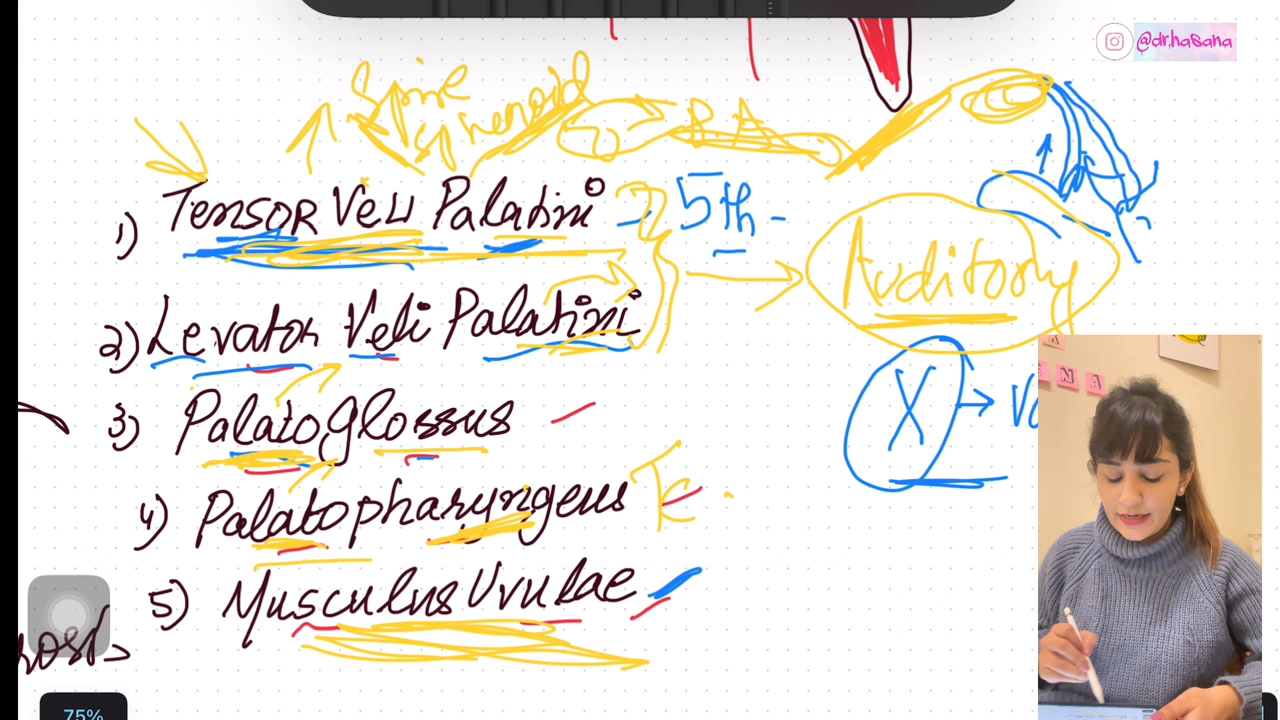 @dr.hasana
Spine
Sphenoid
B.A
1) Tensor Veli Palatini - 5th -
Auditory
2) Levator Veli Palatini
3) Palatoglossus
X →
4) Palatopharyngeus
5) Musculus Uvulae
75%